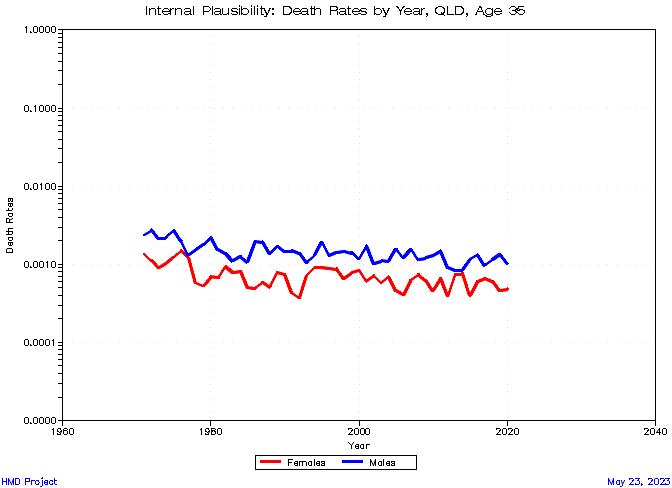 Internal Plausibility: Death Rates by Year, QLD, Age 35
1.0000
0.1000
0.0100
0.0010
0.0001
0.0000
Death Rates
1960 1980 2000 2020 2040
Year
Females Males
HMD Project
May 23, 2023